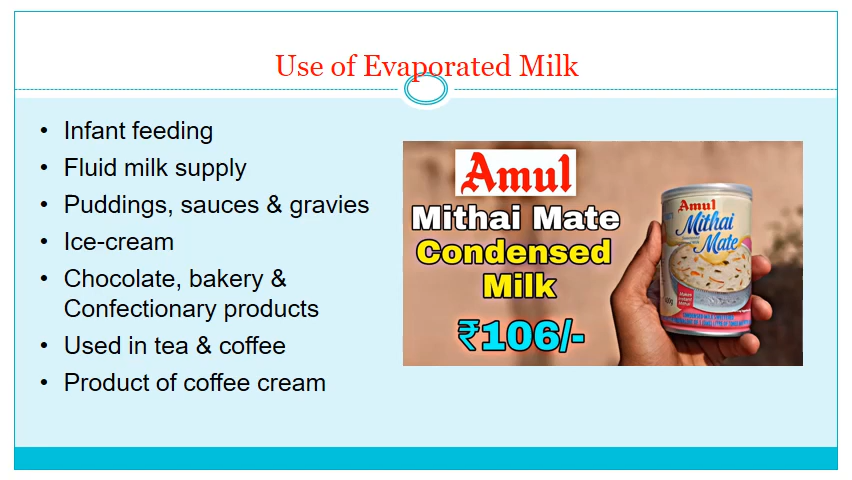 Use of Evaporated Milk
• Infant feeding
• Fluid milk supply
• Puddings, sauces & gravies
• Ice-cream
• Chocolate, bakery &
Confectionary products
• Used in tea & coffee
• Product of coffee cream
Amul
Mithai Mate
Condensed
Milk
₹106/-
Amul
Mithai
Mate